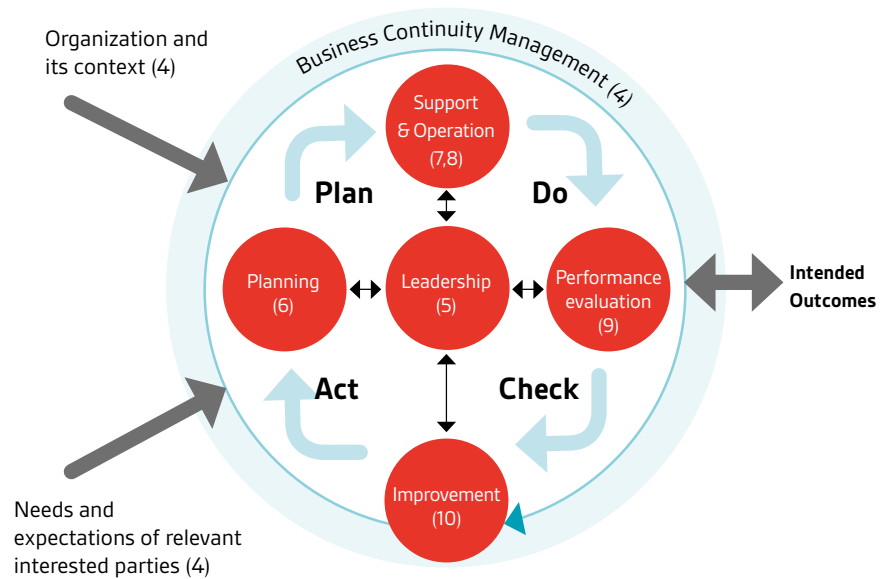 Organization and
its context (4)
Business Continuity Management (4)
Support
& Operation
(7,8)
Plan
Do
Planning
(6)
Leadership
(5)
Performance
evaluation
(9)
Intended
Outcomes
Act
Check
Improvement
(10)
Needs and
expectations of relevant
interested parties (4)